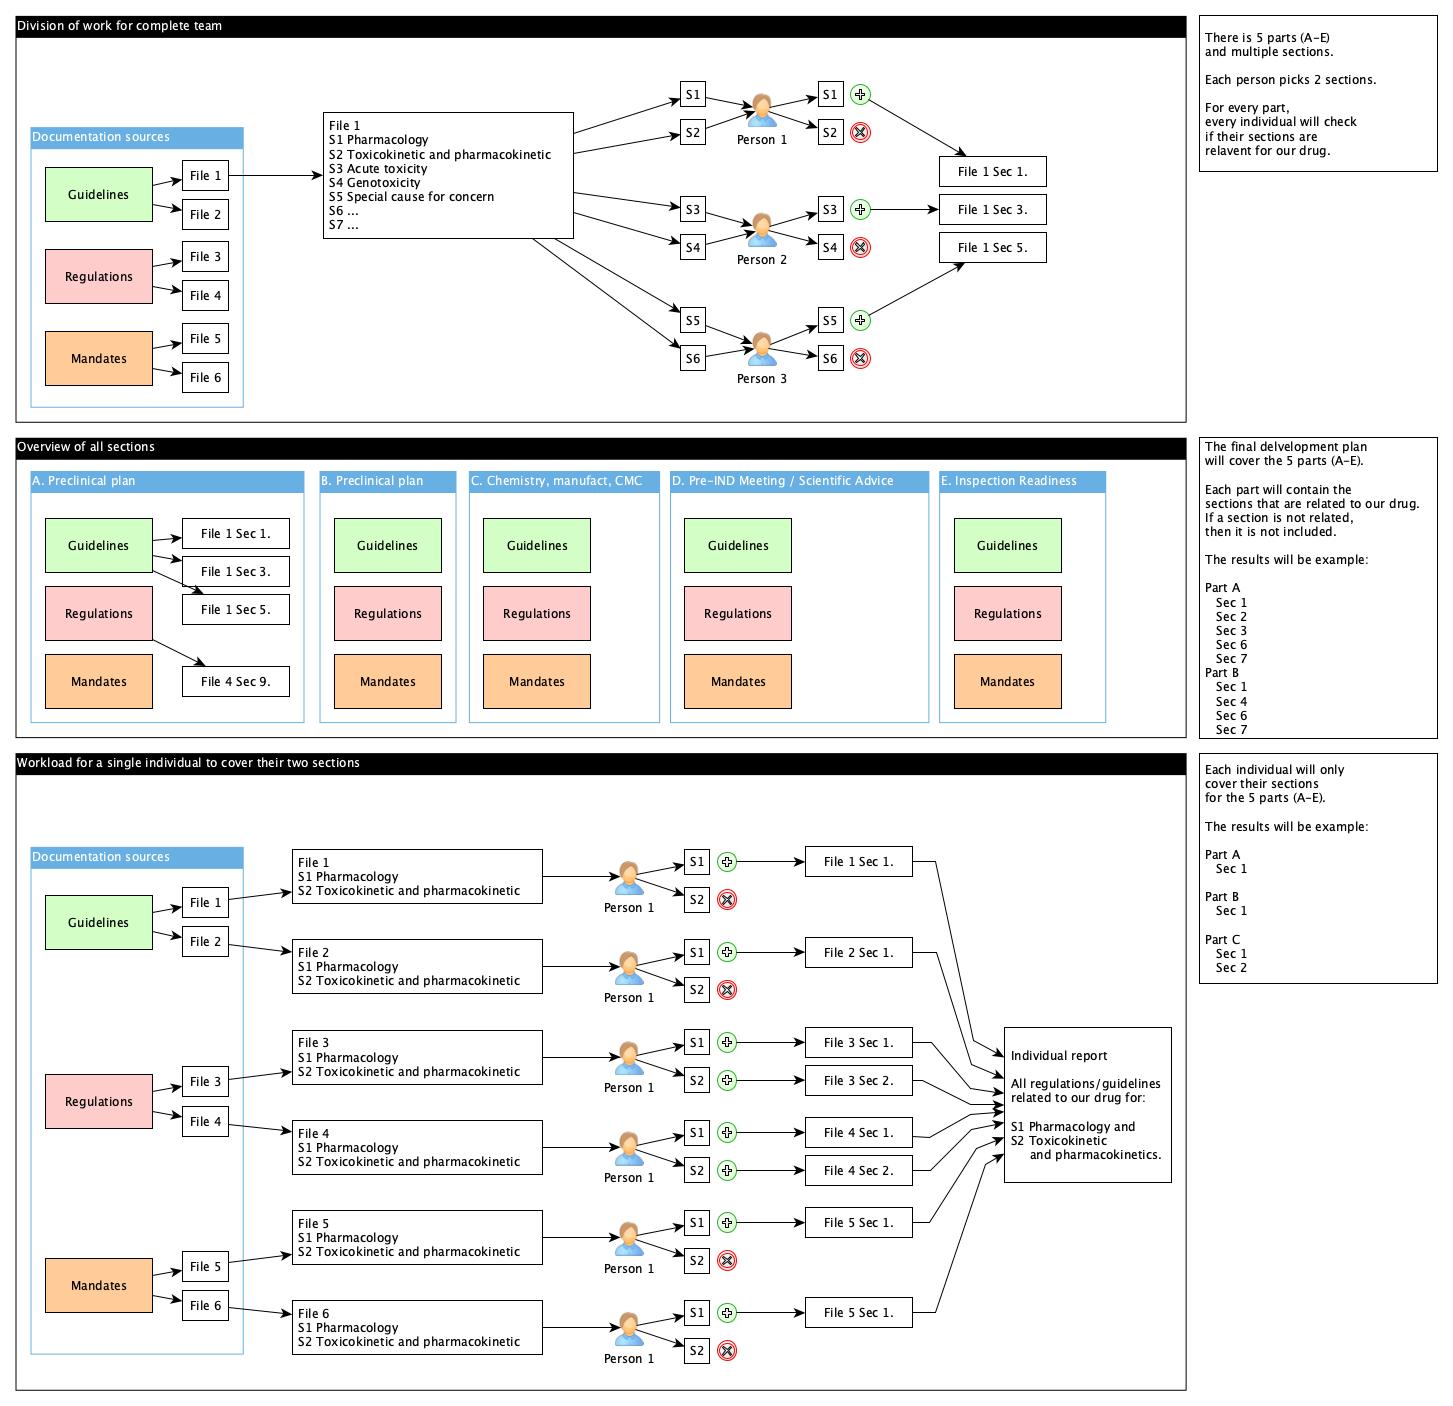 Division of work for complete team
Documentation sources
Guidelines
File 1
File 2
Regulations
File 3
File 4
Mandates
File 5
File 6
File 1
S1 Pharmacology
S2 Toxicokinetic and pharmacokinetic
S3 Acute toxicity
S4 Genotoxicity
S5 Special cause for concern
S6 ...
S7 ...
S1
S2
Person 1
S1
S2
S3
S4
Person 2
S3
S4
S5
S6
Person 3
S5
S6
File 1 Sec 1.
File 1 Sec 3.
File 1 Sec 5.
There is 5 parts (A-E)
and multiple sections.
Each person picks 2 sections.
For every part,
every individual will check
if their sections are
relavent for our drug.
Overview of all sections
A. Preclinical plan
Guidelines
Regulations
Mandates
File 1 Sec 1.
File 1 Sec 3.
File 1 Sec 5.
File 4 Sec 9.
B. Preclinical plan
Guidelines
Regulations
Mandates
C. Chemistry, manufact, CMC
Guidelines
Regulations
Mandates
D. Pre-IND Meeting / Scientific Advice
Guidelines
Regulations
Mandates
E. Inspection Readiness
Guidelines
Regulations
Mandates
The final delvelopment plan
will cover the 5 parts (A-E).
Each part will contain the
sections that are related to our drug.
If a section is not related,
then it is not included.
The results will be example:
Part A
Sec 1
Sec 2
Sec 3
Sec 6
Sec 7
Part B
Sec 1
Sec 4
Sec 6
Sec 7
Workload for a single individual to cover their two sections
Documentation sources
Guidelines
File 1
File 2
Regulations
File 3
File 4
Mandates
File 5
File 6
File 1
S1 Pharmacology
S2 Toxicokinetic and pharmacokinetic
Person 1
S1
S2
File 1 Sec 1.
File 2
S1 Pharmacology
S2 Toxicokinetic and pharmacokinetic
Person 1
S1
S2
File 2 Sec 1.
File 3
S1 Pharmacology
S2 Toxicokinetic and pharmacokinetic
Person 1
S1
S2
File 3 Sec 1.
File 3 Sec 2.
File 4
S1 Pharmacology
S2 Toxicokinetic and pharmacokinetic
Person 1
S1
S2
File 4 Sec 1.
File 4 Sec 2.
File 5
S1 Pharmacology
S2 Toxicokinetic and pharmacokinetic
Person 1
S1
S2
File 5 Sec 1.
File 6
S1 Pharmacology
S2 Toxicokinetic and pharmacokinetic
Person 1
S1
S2
File 5 Sec 1.
Individual report
All regulations/guidelines
related to our drug for:
S1 Pharmacology and
S2 Toxicokinetic
and pharmacokinetics.
Each individual will only
cover their sections
for the 5 parts (A-E).
The results will be example:
Part A
Sec 1
Part B
Sec 1
Part C
Sec 1
Sec 2